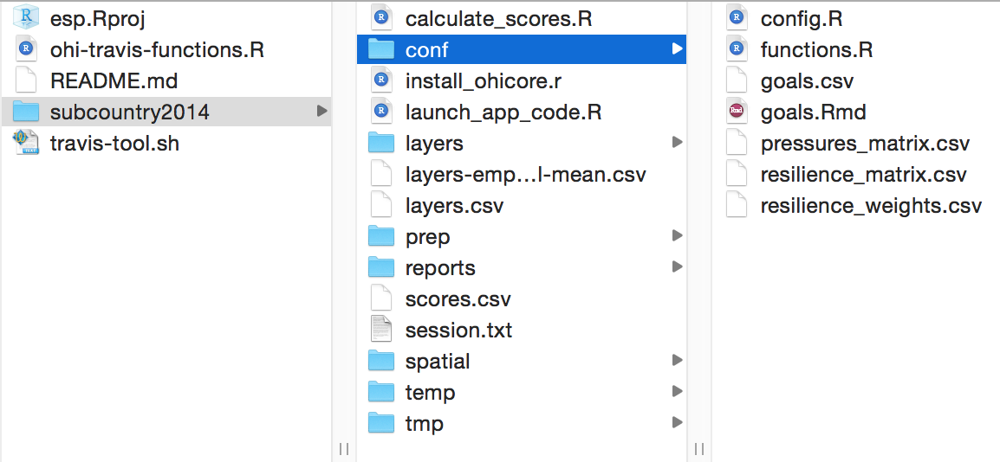 esp.Rproj
ohi-travis-functions.R
README.md
subcountry2014
travis-tool.sh
calculate_scores.R
conf
install_ohicore.r
launch_app_code.R
layers
layers-emp...l-mean.csv
layers.csv
prep
reports
scores.csv
session.txt
spatial
temp
tmp
config.R
functions.R
goals.csv
goals.Rmd
pressures_matrix.csv
resilience_matrix.csv
resilience_weights.csv